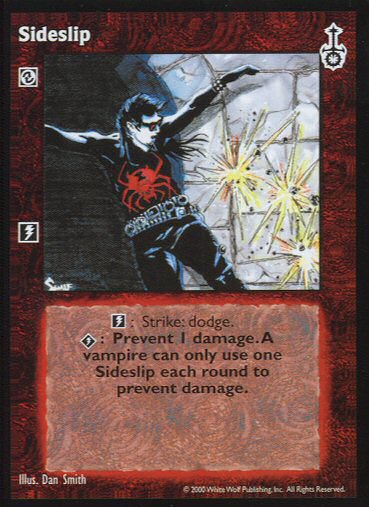 Sideslip
: Strike: dodge.
: Prevent 1 damage. A
vampire can only use one
Sideslip each round to
prevent damage.
Illus. Dan Smith
© 2000 White Wolf Publishing, Inc. All Rights Reserved.